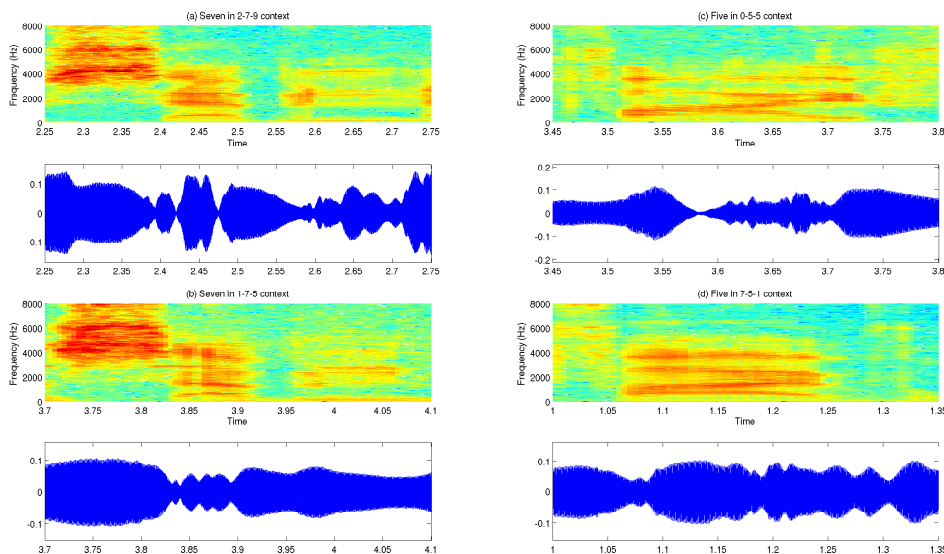 (a) Seven in 2-7-9 context
Frequency (Hz)
8000
6000
4000
2000
0
2.25 2.3 2.35 2.4 2.45 2.5 2.55 2.6 2.65 2.7 2.75
Time
0.1
0
0.1
2.25 2.3 2.35 2.4 2.45 2.5 2.55 2.6 2.65 2.7 2.75
(b) Seven in 1-7-5 context
Frequency (Hz)
8000
6000
4000
2000
0
3.7 3.75 3.8 3.85 3.9 3.95 4 4.05 4.1
Time
0.1
0
-0.1
3.7 3.75 3.8 3.85 3.9 3.95 4 4.05 4.1
(c) Five in 0-5-5 context
Frequency (Hz)
8000
6000
4000
2000
0
3.45 3.5 3.55 3.6 3.65 3.7 3.75 3.8
Time
0.2
0.1
0
-0.1
-0.2
3.45 3.5 3.55 3.6 3.65 3.7 3.75 3.8
(d) Five in 7-5-1 context
Frequency (Hz)
8000
6000
4000
2000
0
1 1.05 1.1 1.15 1.2 1.25 1.3 1.35
Time
0.1
0
-0.1
1 1.05 1.1 1.15 1.2 1.25 1.3 1.35